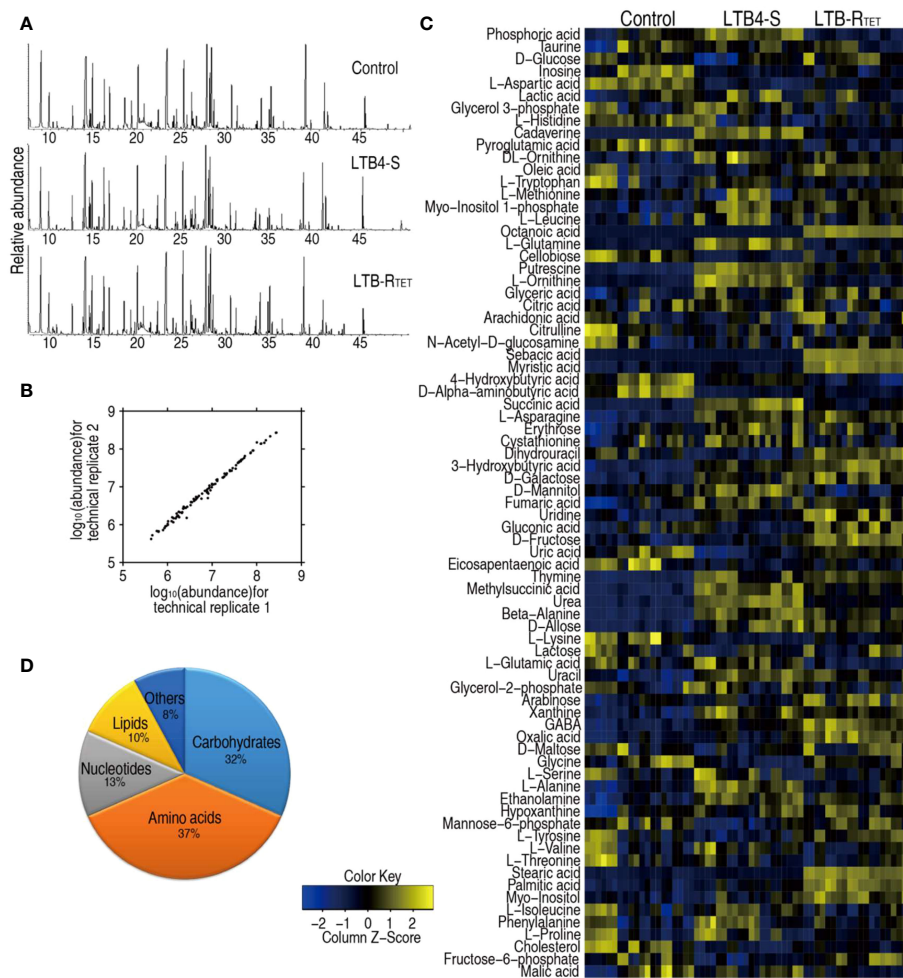 A
Control
10 15 20 25 30 35 40 45
LTB4-S
10 15 20 25 30 35 40 45
LTB-RTET
10 15 20 25 30 35 40 45
Relative abundance
B
9
8
7
6
5
5 6 7 8 9
log₁₀(abundance)for
technical replicate 2
log₁₀(abundance)for
technical replicate 1
D
Others
8%
Lipids
10%
Carbohydrates
32%
Nucleotides
13%
Amino acids
37%
Color Key
−2 −1 0 1 2
Column Z−Score
C
Control LTB4-S LTB-RTET
Phosphoric acid
Taurine
D−Glucose
Inosine
L−Aspartic acid
Lactic acid
Glycerol 3−phosphate
L−Histidine
Cadaverine
Pyroglutamic acid
DL−Ornithine
Oleic acid
L−Tryptophan
L−Methionine
Myo−Inositol 1−phosphate
L−Leucine
Octanoic acid
L−Glutamine
Cellobiose
Putrescine
L−Ornithine
Glyceric acid
Citric acid
Arachidonic acid
Citrulline
N−Acetyl−D−glucosamine
Sebacic acid
Myristic acid
4−Hydroxybutyric acid
D−Alpha−aminobutyric acid
Succinic acid
L−Asparagine
Erythrose
Cystathionine
Dihydrouracil
3−Hydroxybutyric acid
D−Galactose
D−Mannitol
Fumaric acid
Uridine
Gluconic acid
D−Fructose
Uric acid
Eicosapentaenoic acid
Thymine
Methylsuccinic acid
Urea
Beta−Alanine
D−Allose
L−Lysine
Lactose
L−Glutamic acid
Uracil
Glycerol−2−phosphate
Arabinose
Xanthine
GABA
Oxalic acid
D−Maltose
Glycine
L−Serine
L−Alanine
Ethanolamine
Hypoxanthine
Mannose−6−phosphate
L−Tyrosine
L−Valine
L−Threonine
Stearic acid
Palmitic acid
Myo−Inositol
L−Isoleucine
Phenylalanine
L−Proline
Cholesterol
Fructose−6−phosphate
Malic acid